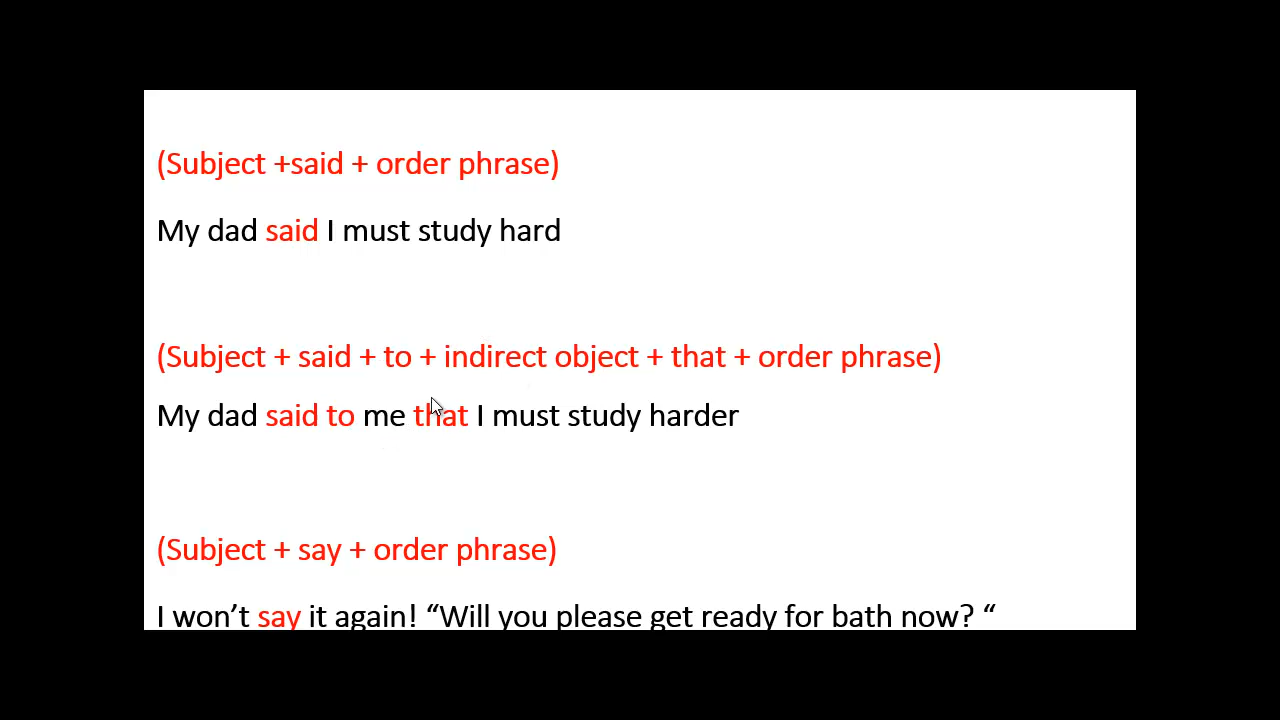 (Subject +said + order phrase)
My dad said I must study hard
(Subject + said + to + indirect object + that + order phrase)
My dad said to me that I must study harder
(Subject + say + order phrase)
I won’t say it again! “Will you please get ready for bath now? “